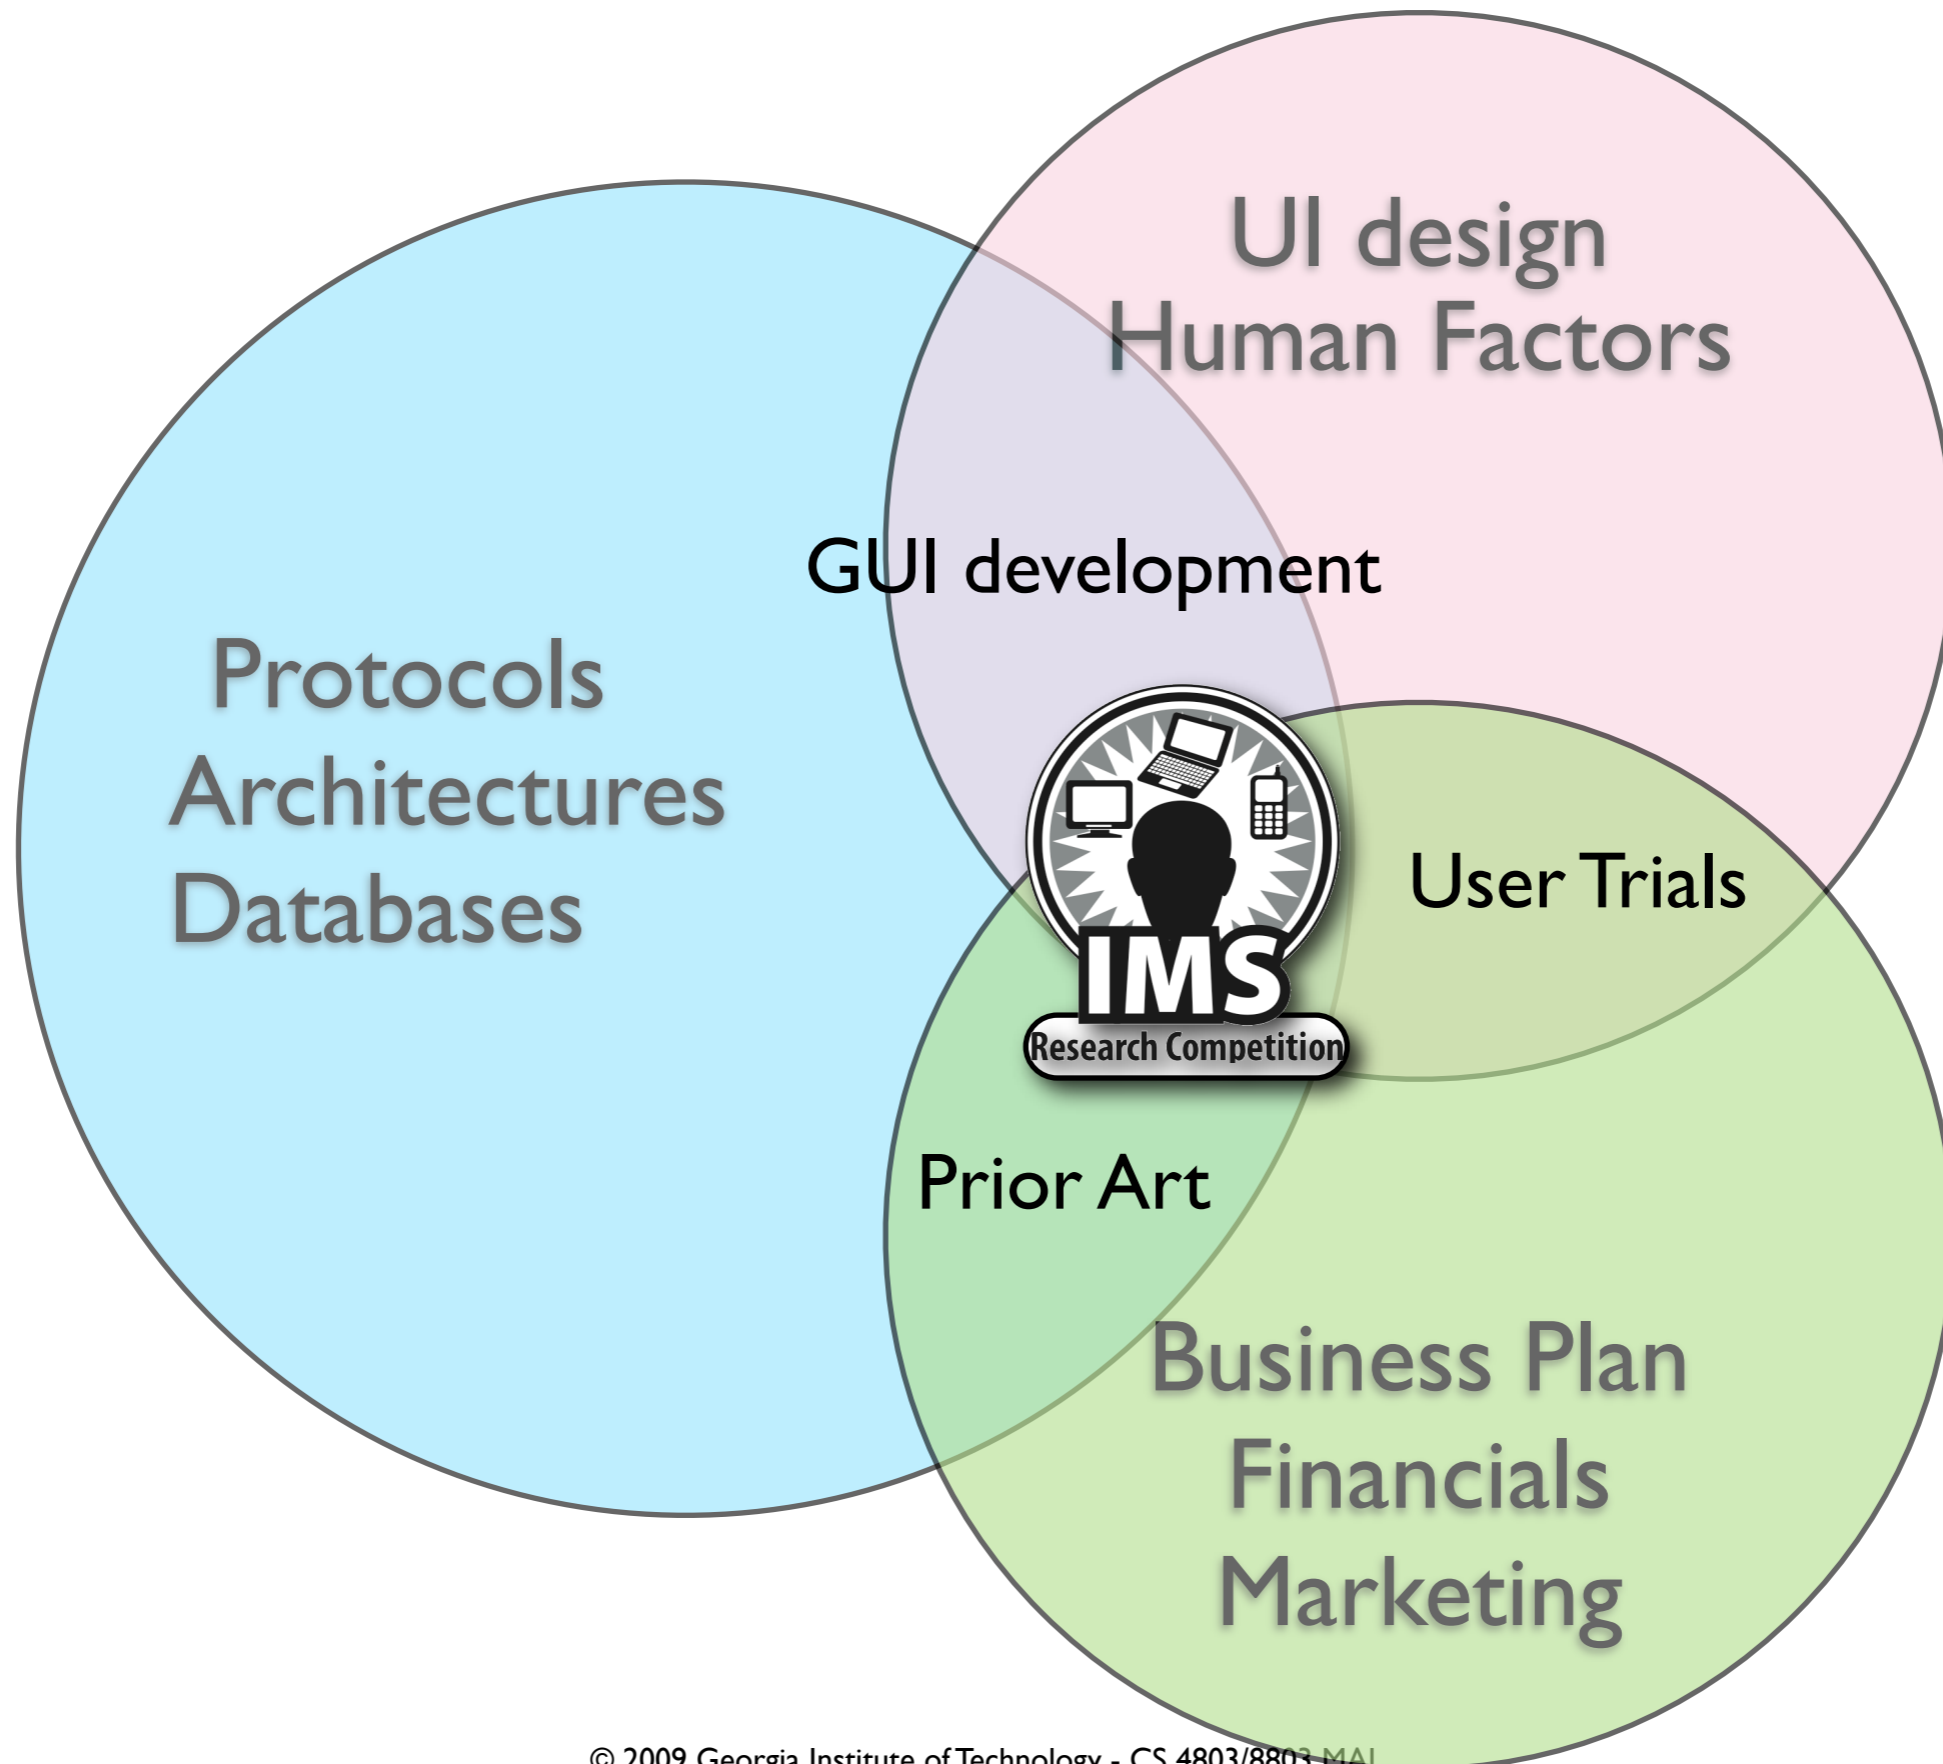 UI design
Human Factors
GUI development
Protocols
Architectures
Databases
User Trials
IMS
Research Competition
Prior Art
Business Plan
Financials
Marketing
© 2009 Georgia Institute of Technology - CS 4803/8803 MAI